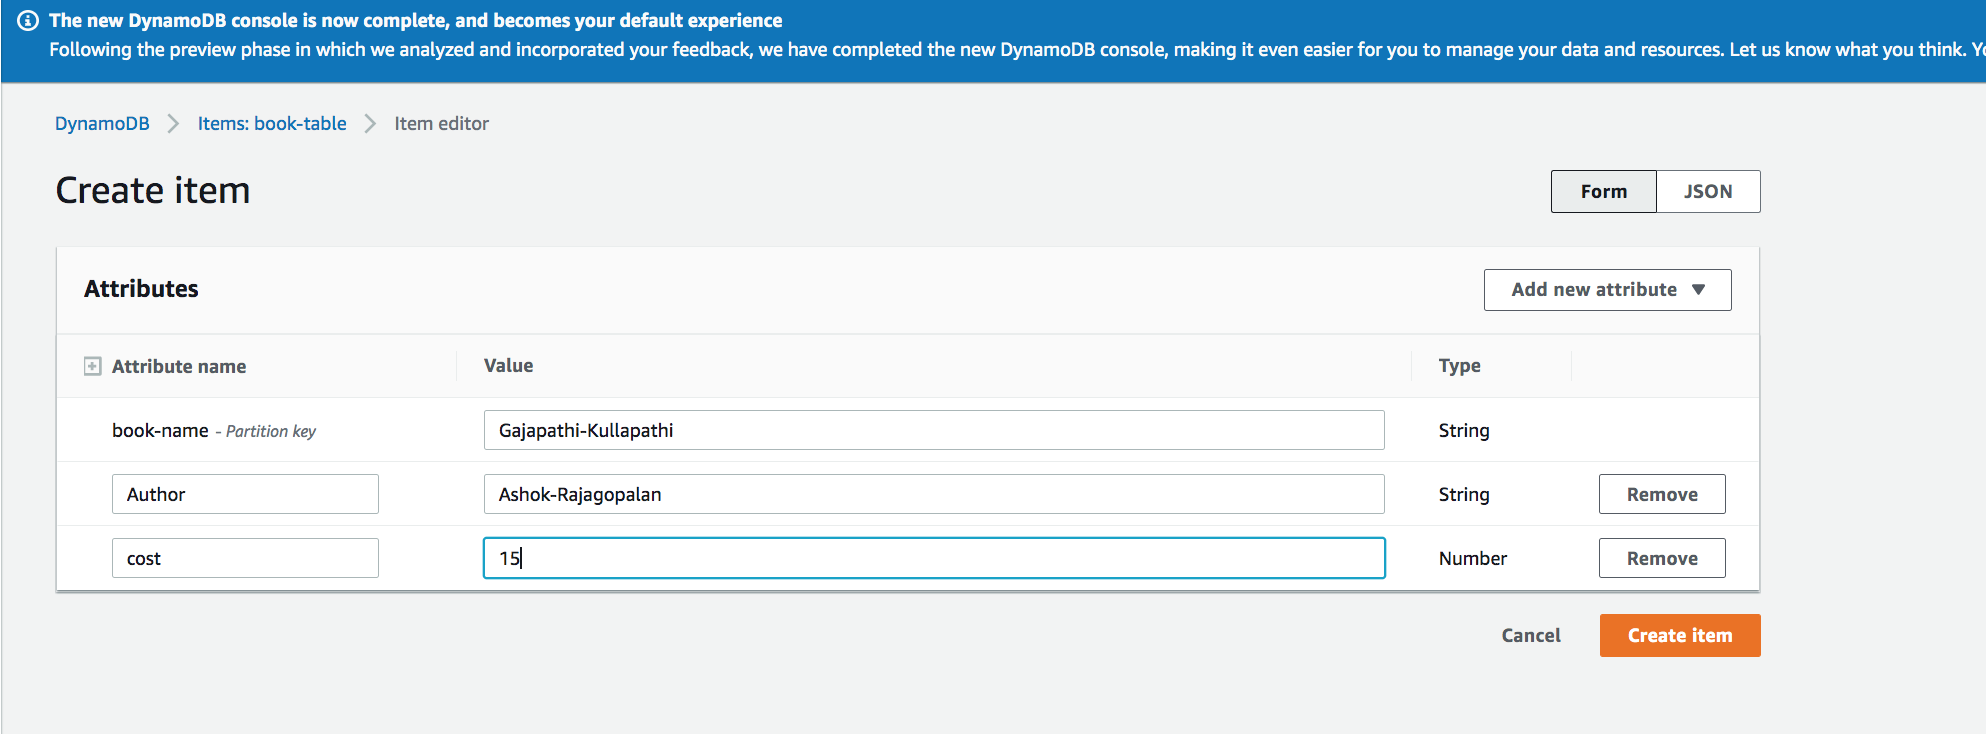 The new DynamoDB console is now complete, and becomes your default experience
Following the preview phase in which we analyzed and incorporated your feedback, we have completed the new DynamoDB console, making it even easier for you to manage your data and resources. Let us know what you think.
DynamoDB > Items: book-table > Item editor
Create item
Form JSON
Attributes
Add new attribute
Attribute name Value Type
book-name - Partition key Gajapathi-Kullapathi String
Author Ashok-Rajagopalan String Remove
cost 15 Number Remove
Cancel Create item